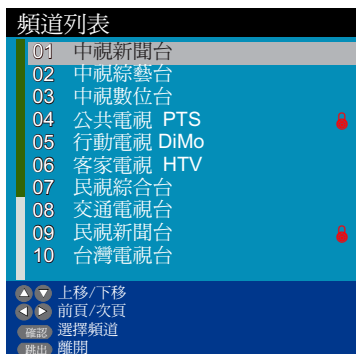 頻道列表
01 中視新聞台
02 中視綜藝台
03 中視數位台
04 公共電視 PTS
05 行動電視 DiMo
06 客家電視 HTV
07 民視綜合台
08 交通電視台
09 民視新聞台
10 台灣電視台
上移/下移
前頁/次頁
確認 選擇頻道
跳出 離開